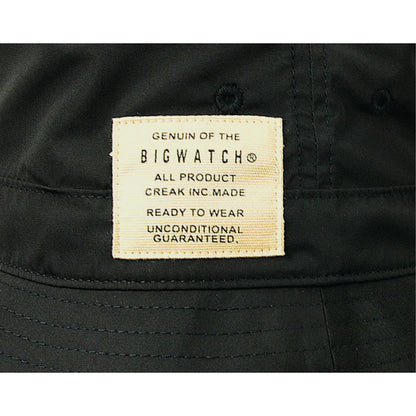 GENUIN OF THE
BIGWATCH®
ALL PRODUCT
CREAK INC.MADE
READY TO WEAR
UNCONDITIONAL
GUARANTEED.